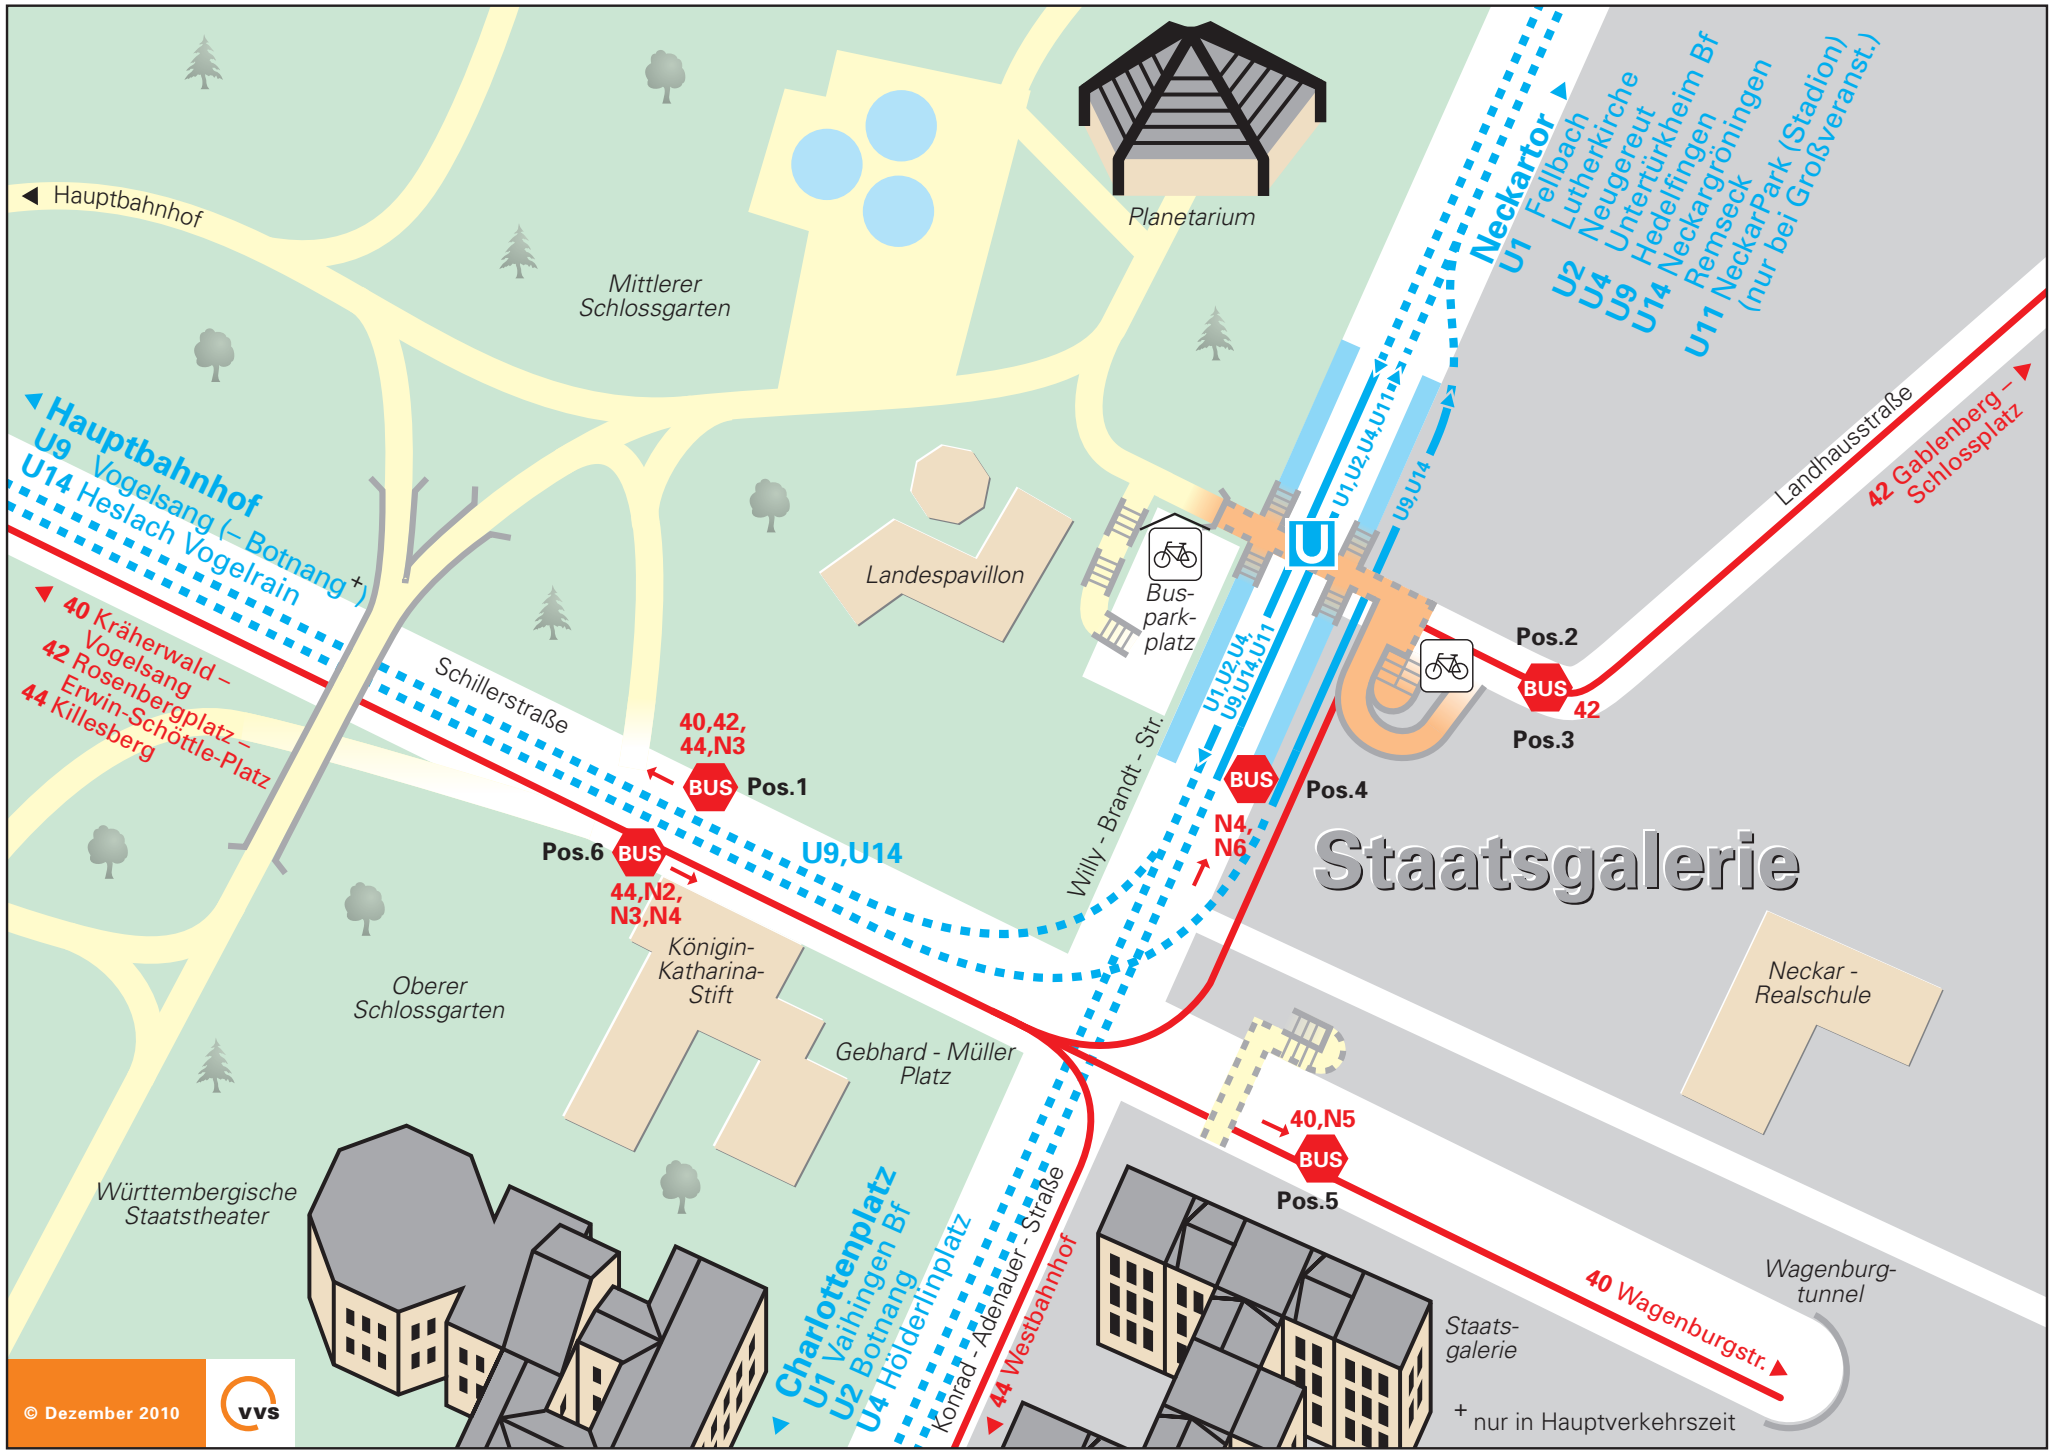 Hauptbahnhof
Mittlerer
Schlossgarten
Planetarium
Neckartor
U1 Fellbach
Lutherkirche
U2 Neugereut
U4 Untertürkheim Bf
U9 Hedelfingen
U14 Neckargröningen
Remseck
U11 NeckarPark (Stadion)
(nur bei Großveranst.)
Hauptbahnhof
U9 Vogelsang (– Botnang +)
U14 Heslach Vogelrain
40 Kräherwald –
Vogelsang
42 Rosenbergplatz –
Erwin-Schöttle-Platz
44 Killesberg
Landhausstraße
42 Gablenberg –
Schlossplatz
U1,U2,U4,U11
U9,U14
U
Landespavillon
Bus-
park-
platz
U1,U2,U4,
U9,U14,U11
Pos.2
BUS
42
Pos.3
Schillerstraße
40,42,
44,N3
BUS
Pos.1
Willy - Brandt - Str.
BUS
Pos.4
N4,
N6
Pos.6
BUS
44,N2,
N3,N4
U9,U14
Staatsgalerie
Königin-
Katharina-
Stift
Oberer
Schlossgarten
Gebhard - Müller
Platz
Neckar -
Realschule
40,N5
BUS
Pos.5
Württembergische
Staatstheater
Charlottenplatz
U1 Vaihingen Bf
U2 Botnang
U4 Hölderlinplatz
Konrad - Adenauer - Straße
44 Westbahnhof
40 Wagenburgstr.
Wagenburg-
tunnel
Staats-
galerie
+ nur in Hauptverkehrszeit
© Dezember 2010
vvs